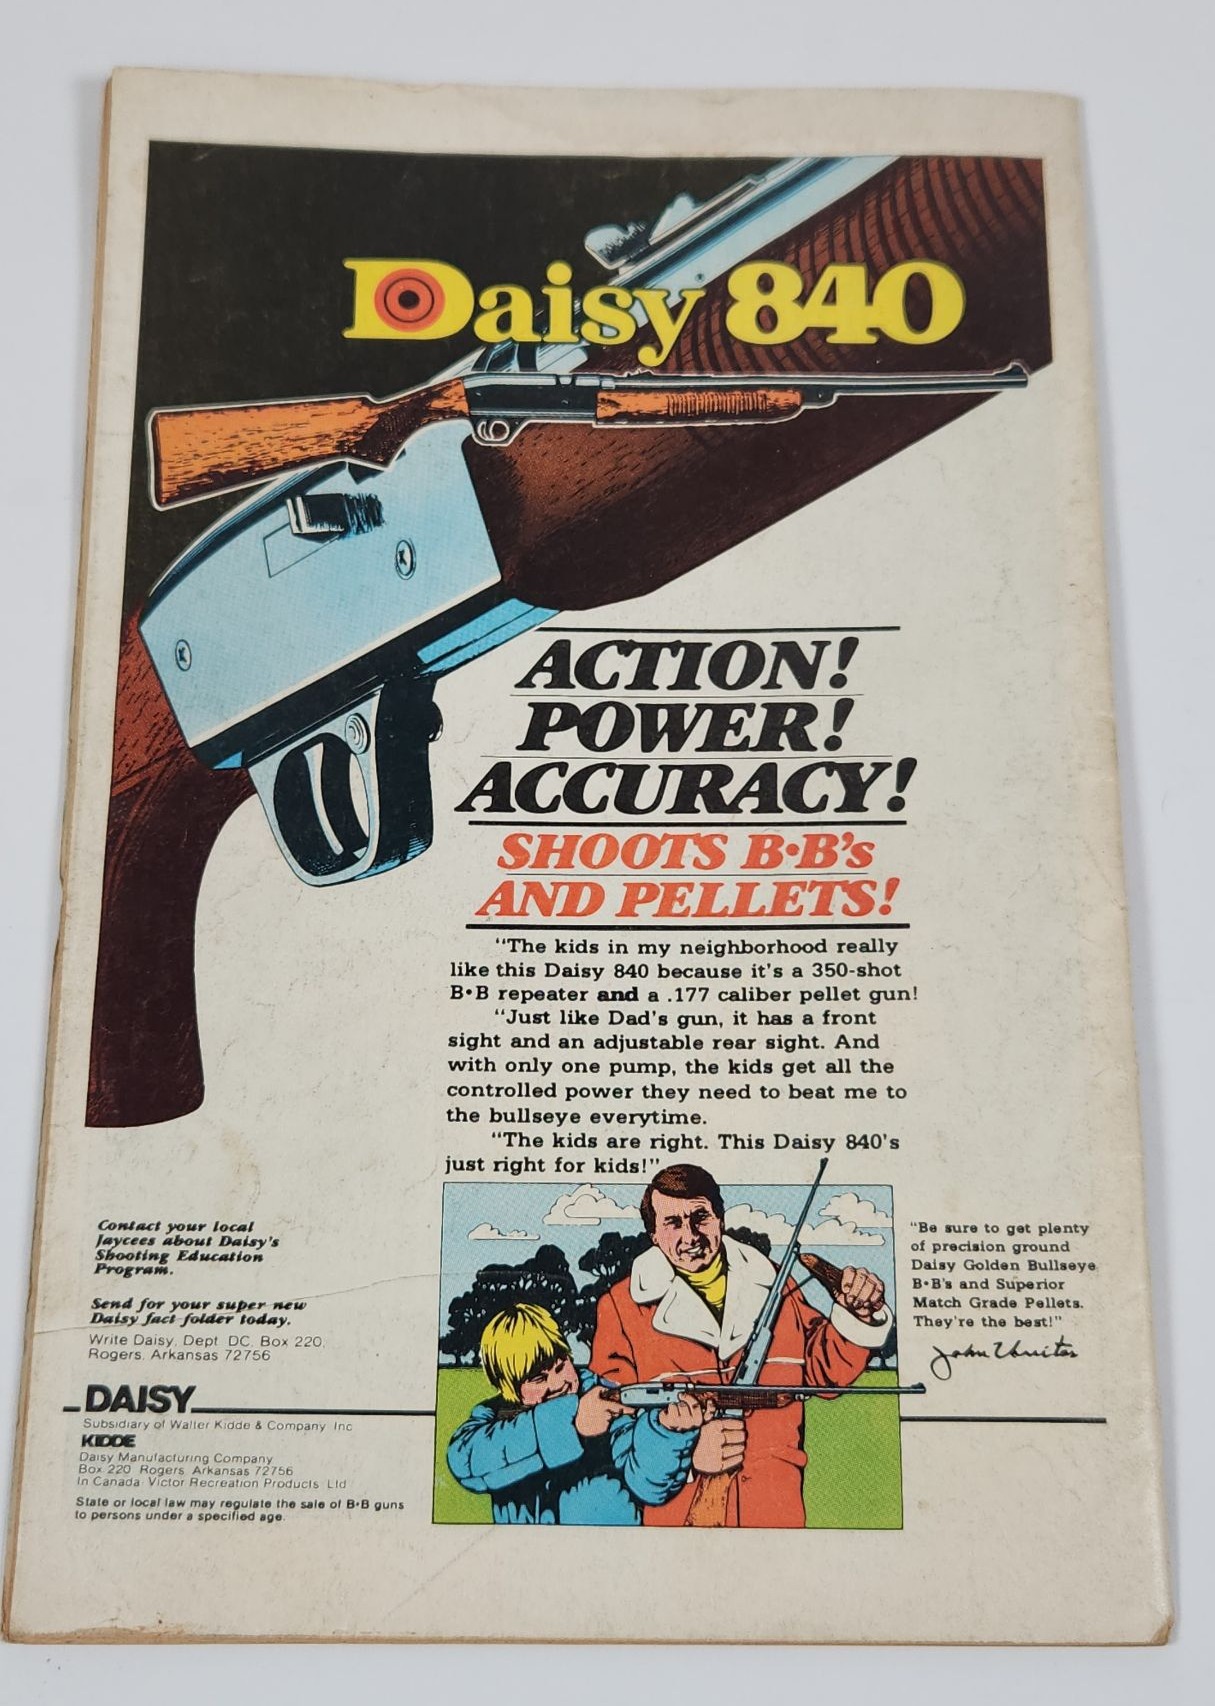 Daisy 840
ACTION!
POWER!
ACCURACY!
SHOOTS B•B's
AND PELLETS!
"The kids in my neighborhood really
like this Daisy 840 because it's a 350-shot
B•B repeater and a .177 caliber pellet gun!
"Just like Dad's gun, it has a front
sight and an adjustable rear sight. And
with only one pump, the kids get all the
controlled power they need to beat me to
the bullseye everytime.
"The kids are right. This Daisy 840's
just right for kids!"
"Be sure to get plenty
of precision ground
Daisy Golden Bullseye
B•B's and Superior
Match Grade Pellets.
They're the best!"
John Unitas
Contact your local
Jaycees about Daisy's
Shooting Education
Program.
Send for your super new
Daisy fact folder today.
Write Daisy, Dept. DC, Box 220,
Rogers, Arkansas 72756
DAISY
Subsidiary of Walter Kidde & Company Inc
KIDDE
Daisy Manufacturing Company
Box 220 Rogers, Arkansas 72756
In Canada Victor Recreation Products Ltd
State or local law may regulate the sale of B•B guns
to persons under a specified age.